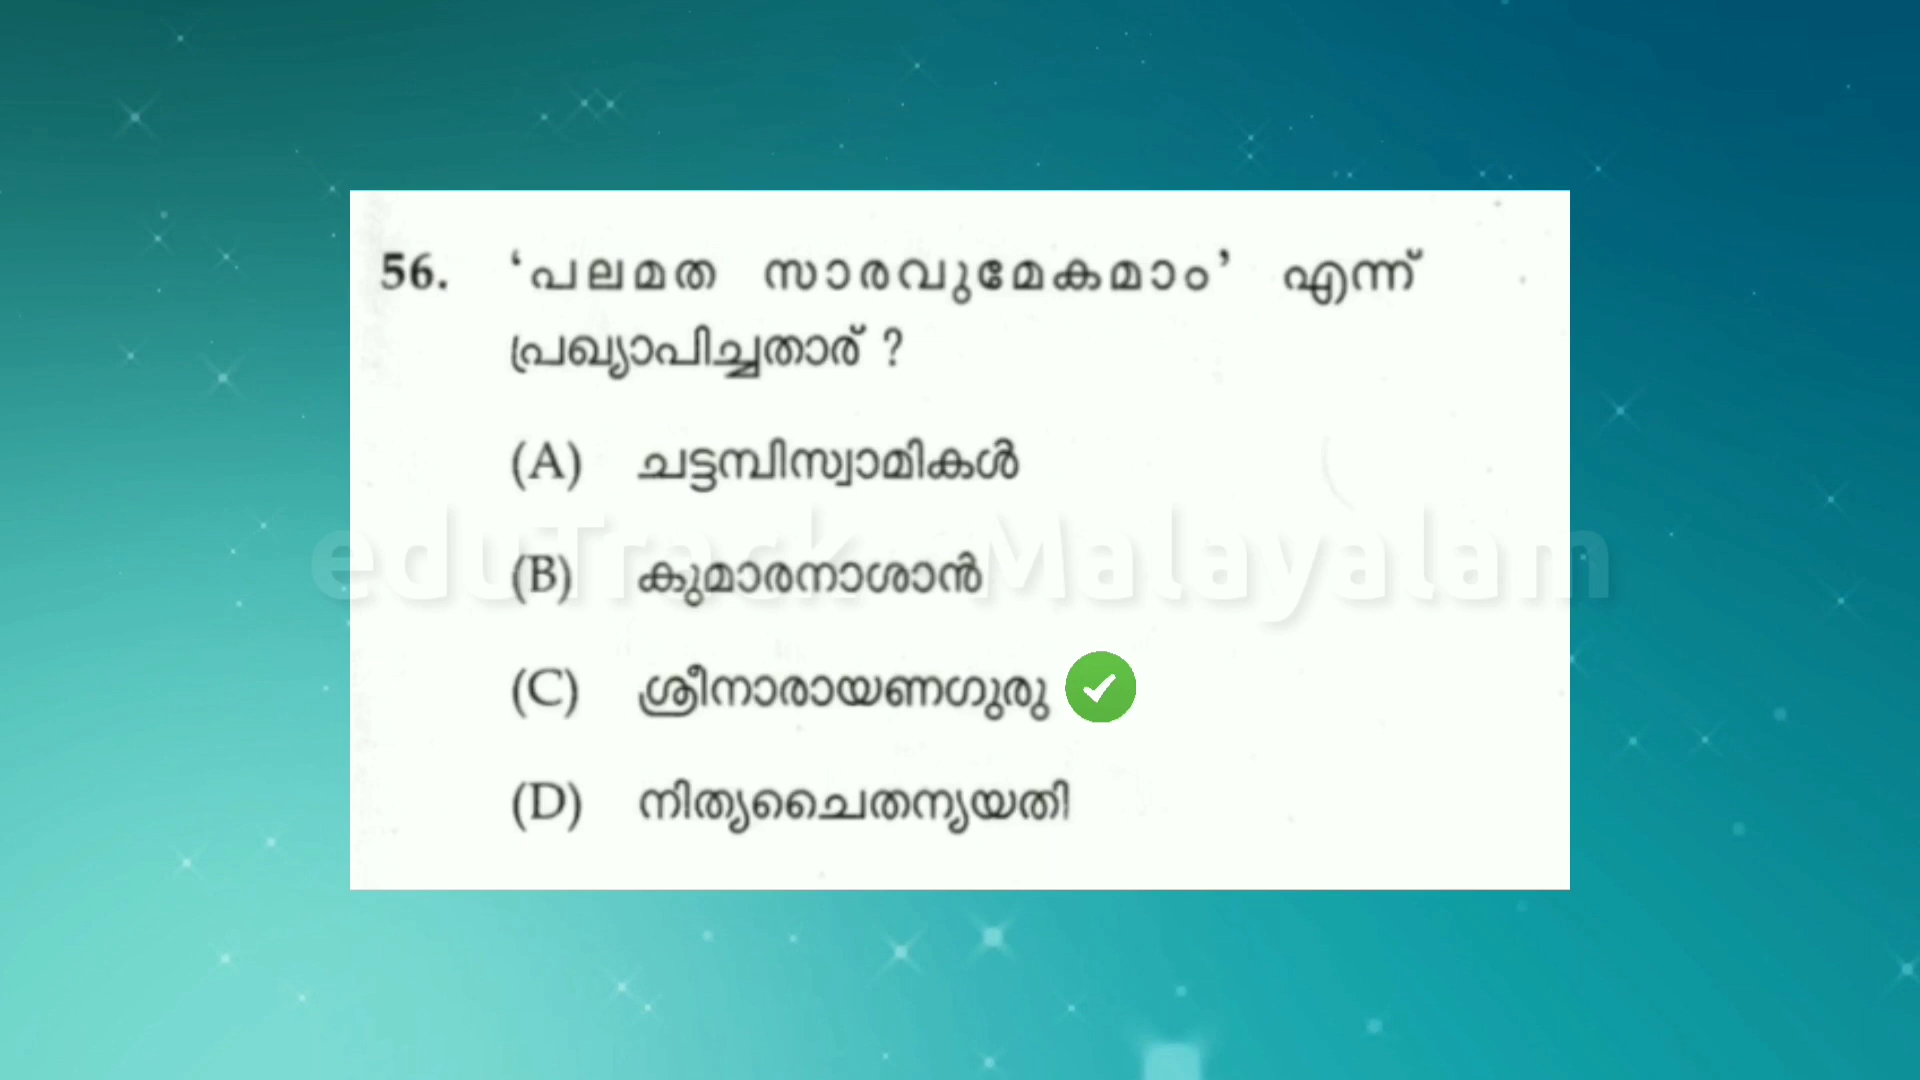 56. ‘പലമത സാരവുമേകമാം’ എന്ന്
പ്രഖ്യാപിച്ചതാര് ?
(A) ചട്ടമ്പിസ്വാമികൾ
eduTrack Malayalam
(B) കുമാരനാശാൻ
(C) ശ്രീനാരായണഗുരു
(D) നിത്യചൈതന്യയതി